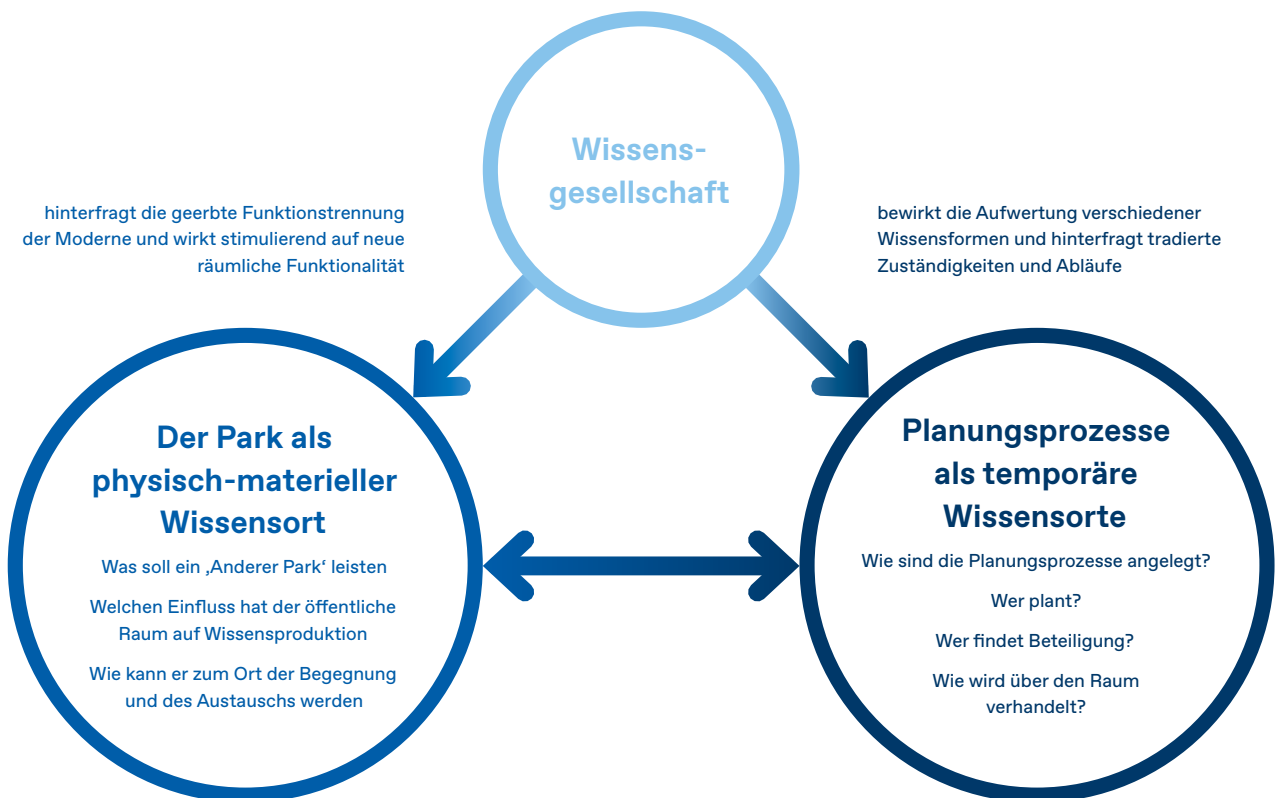 Wissens-
gesellschaft
hinterfragt die geerbte Funktionstrennung
der Moderne und wirkt stimulierend auf neue
räumliche Funktionalität
bewirkt die Aufwertung verschiedener
Wissensformen und hinterfragt tradierte
Zuständigkeiten und Abläufe
Der Park als
physisch-materieller
Wissensort
Was soll ein ‚Anderer Park‘ leisten
Welchen Einfluss hat der öffentliche
Raum auf Wissensproduktion
Wie kann er zum Ort der Begegnung
und des Austauschs werden
Planungsprozesse
als temporäre
Wissensorte
Wie sind die Planungsprozesse angelegt?
Wer plant?
Wer findet Beteiligung?
Wie wird über den Raum
verhandelt?